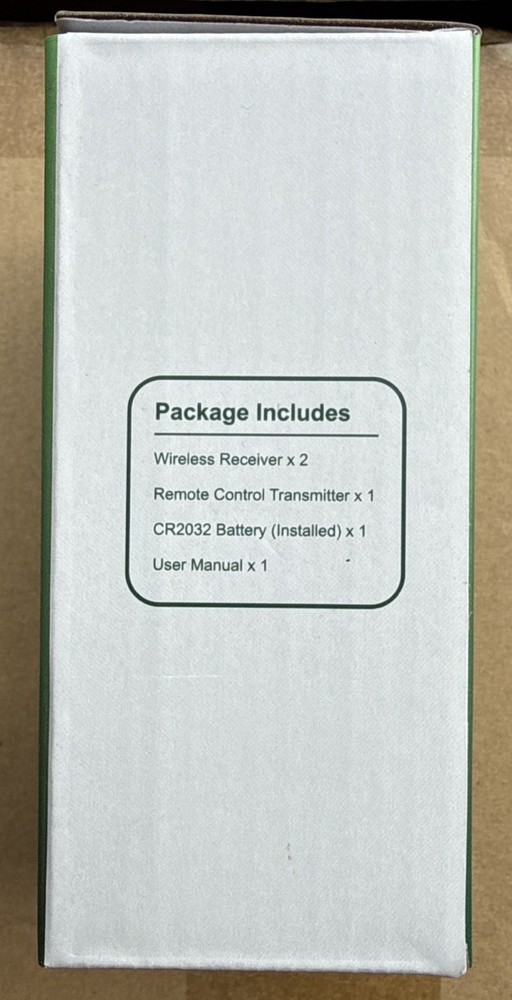 Package Includes
Wireless Receiver x 2
Remote Control Transmitter x 1
CR2032 Battery (Installed) x 1
User Manual x 1